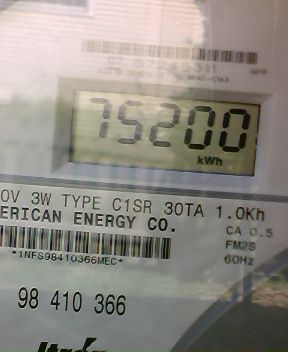 75200
kWh
0V 3W TYPE C1SR 30TA 1.0Kh
ERICAN ENERGY CO.
CA 0.5
FM2S
*1NFS98410366MEC*
60Hz
98 410 366
Itron